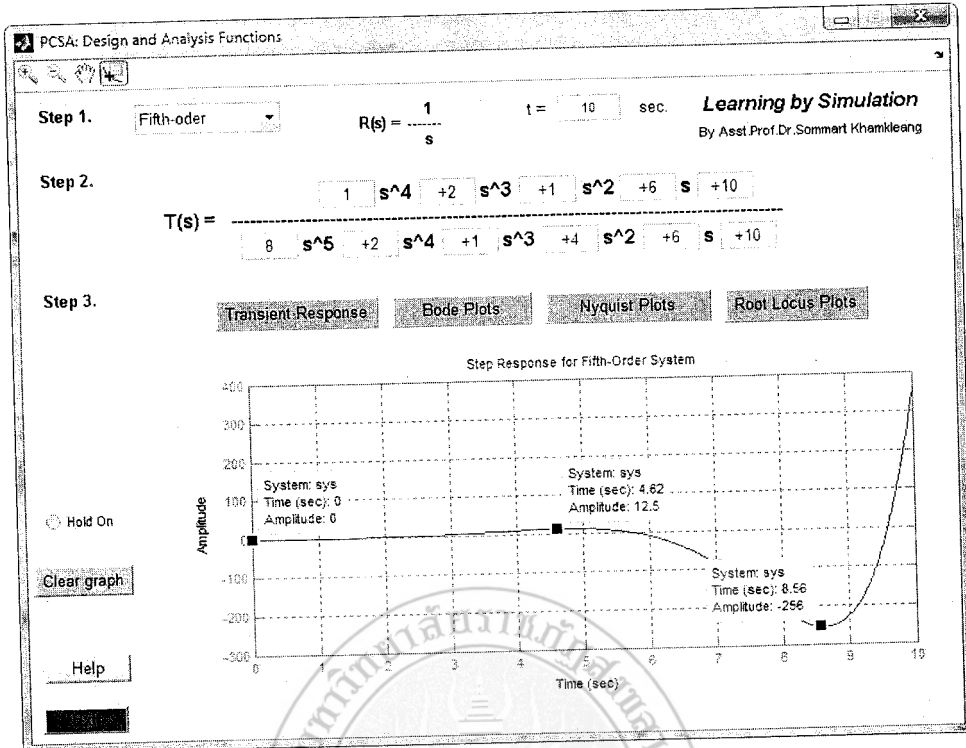 PCSA: Design and Analysis Functions
Step 1.
Fifth-oder
R(s) =
1
------
s
t =
10
sec.
Learning by Simulation
By Asst.Prof.Dr.Sommart Khamkleang
Step 2.
T(s) =
1 s^4 +2 s^3 +1 s^2 +6 s +10
8 s^5 +2 s^4 +1 s^3 +4 s^2 +6 s +10
Step 3.
Transient Response
Bode Plots
Nyquist Plots
Root Locus Plots
Step Response for Fifth-Order System
400
300
200
100
0
-100
-200
-300
Amplitude
System: sys
Time (sec): 0
Amplitude: 0
System: sys
Time (sec): 4.62
Amplitude: 12.5
System: sys
Time (sec): 8.56
Amplitude: -256
0 1 2 3 4 5 6 7 8 9 10
Time (sec)
Hold On
Clear graph
Help